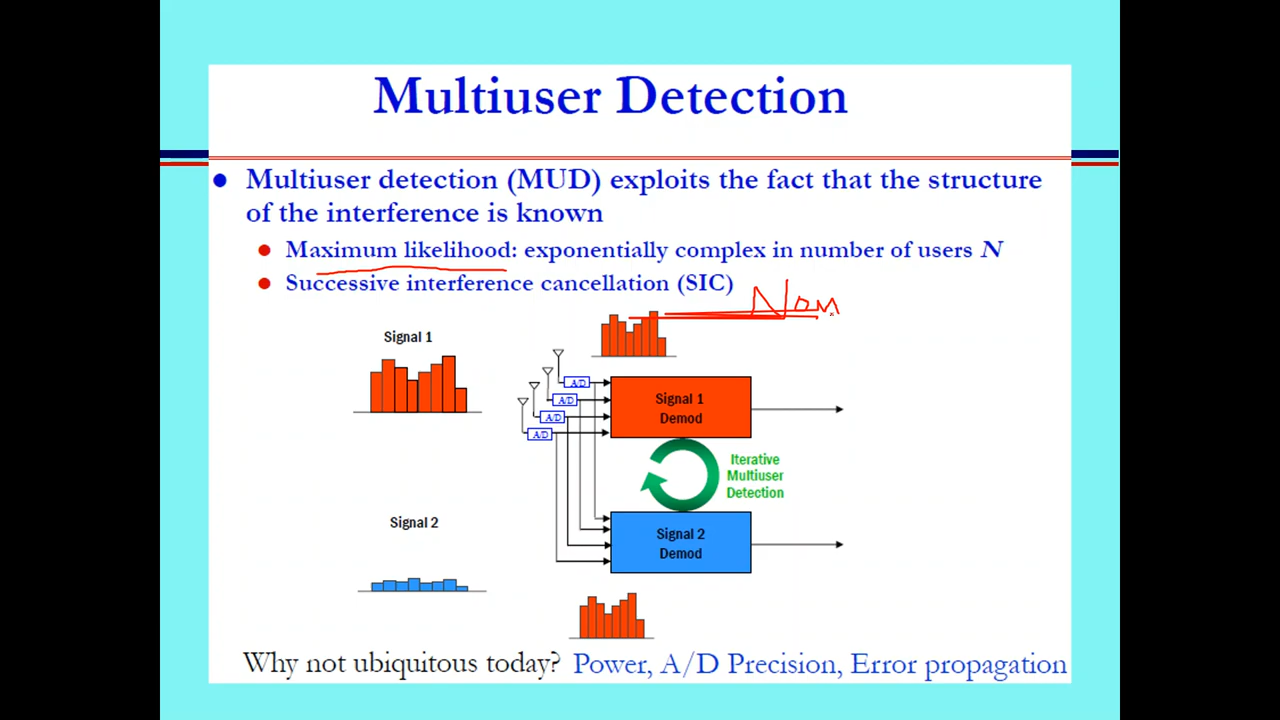 Multiuser Detection
Multiuser detection (MUD) exploits the fact that the structure
of the interference is known
Maximum likelihood: exponentially complex in number of users N
Successive interference cancellation (SIC)
Nom
Signal 1
A/D
A/D
A/D
A/D
Signal 1
Demod
Iterative
Multiuser
Detection
Signal 2
Signal 2
Demod
Why not ubiquitous today? Power, A/D Precision, Error propagation